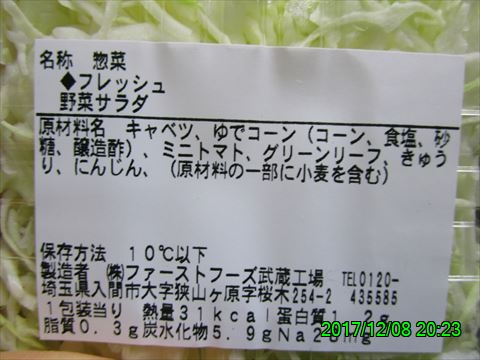 名称 惣菜
◆フレッシュ
野菜サラダ
原材料名 キャベツ、ゆでコーン（コーン、食塩、砂
糖、醸造酢）、ミニトマト、グリーンリーフ、きゅう
り、にんじん、（原材料の一部に小麦を含む）
保存方法 １０℃以下
製造者 ㈱ファーストフーズ武蔵工場 TEL0120-
埼玉県入間市大字狭山ヶ原字桜木254-2 435585
１包装当り 熱量３１kcal蛋白質１.２g
脂質０.３g炭水化物５.９gNa
2017/12/08 20:23